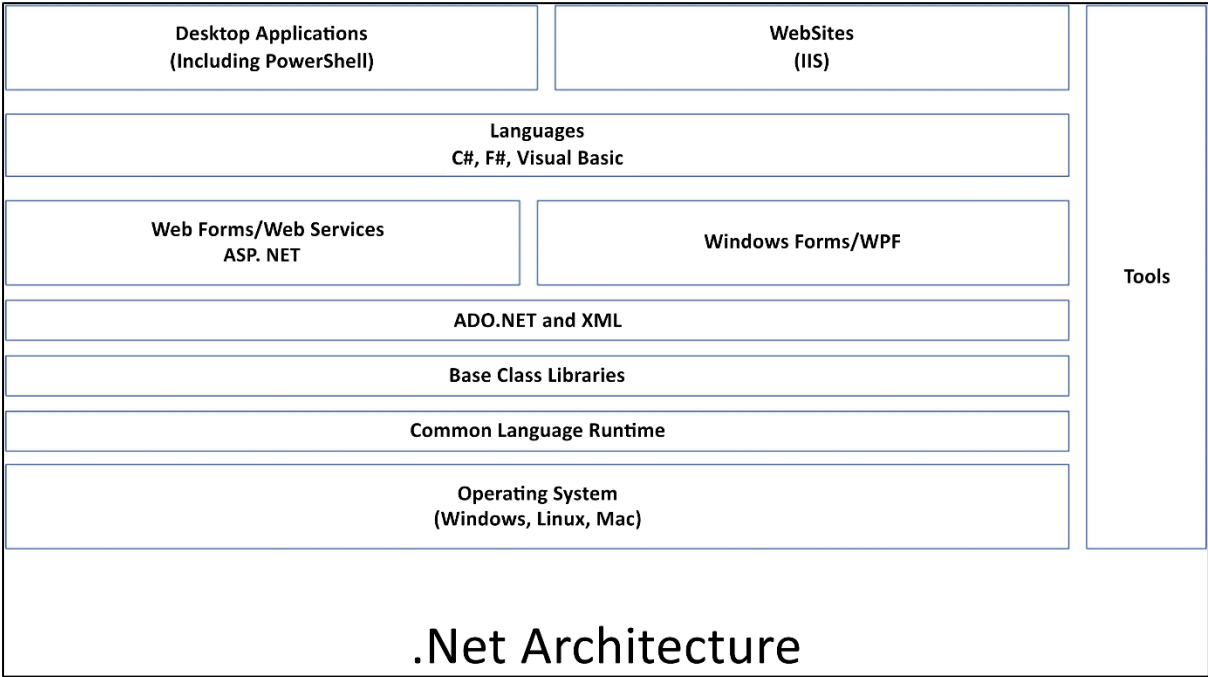 Desktop Applications
(Including PowerShell)
WebSites
(IIS)
Languages
C#, F#, Visual Basic
Web Forms/Web Services
ASP. NET
Windows Forms/WPF
Tools
ADO.NET and XML
Base Class Libraries
Common Language Runtime
Operating System
(Windows, Linux, Mac)
.Net Architecture